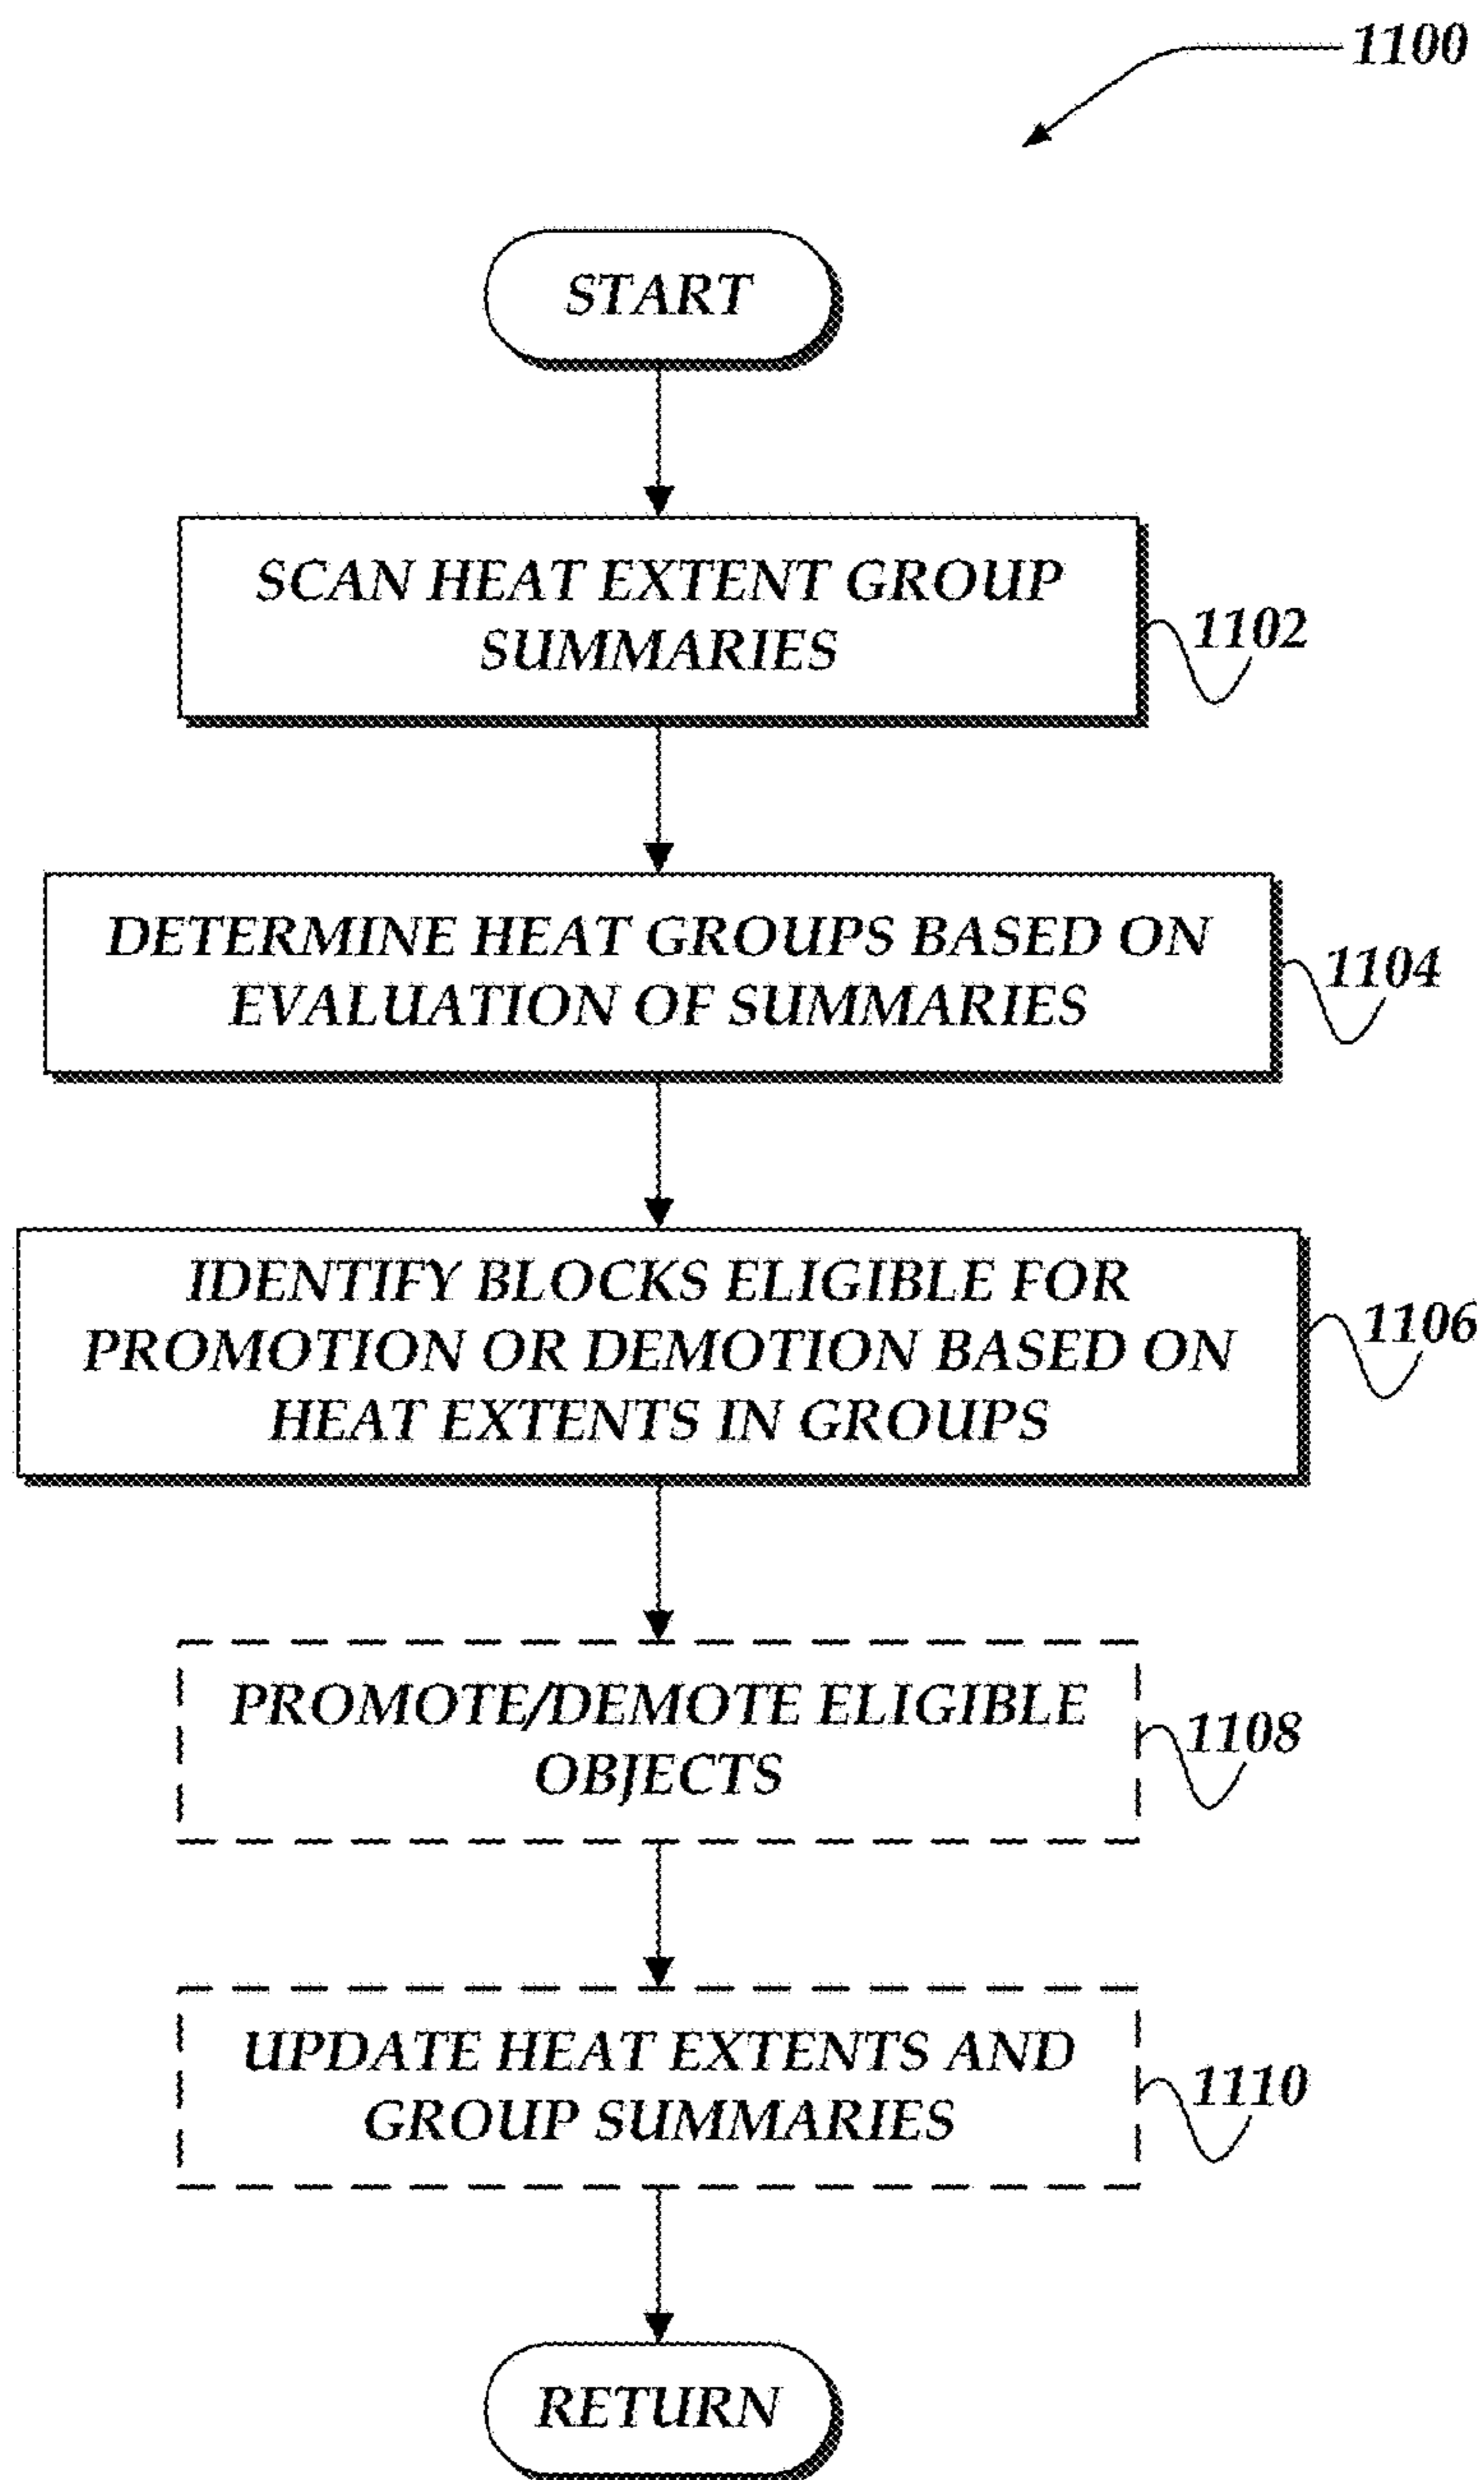 1100
START
SCAN HEAT EXTENT GROUP
SUMMARIES
1102
DETERMINE HEAT GROUPS BASED ON
EVALUATION OF SUMMARIES
1104
IDENTIFY BLOCKS ELIGIBLE FOR
PROMOTION OR DEMOTION BASED ON
HEAT EXTENTS IN GROUPS
1106
PROMOTE/DEMOTE ELIGIBLE
OBJECTS
1108
UPDATE HEAT EXTENTS AND
GROUP SUMMARIES
1110
RETURN